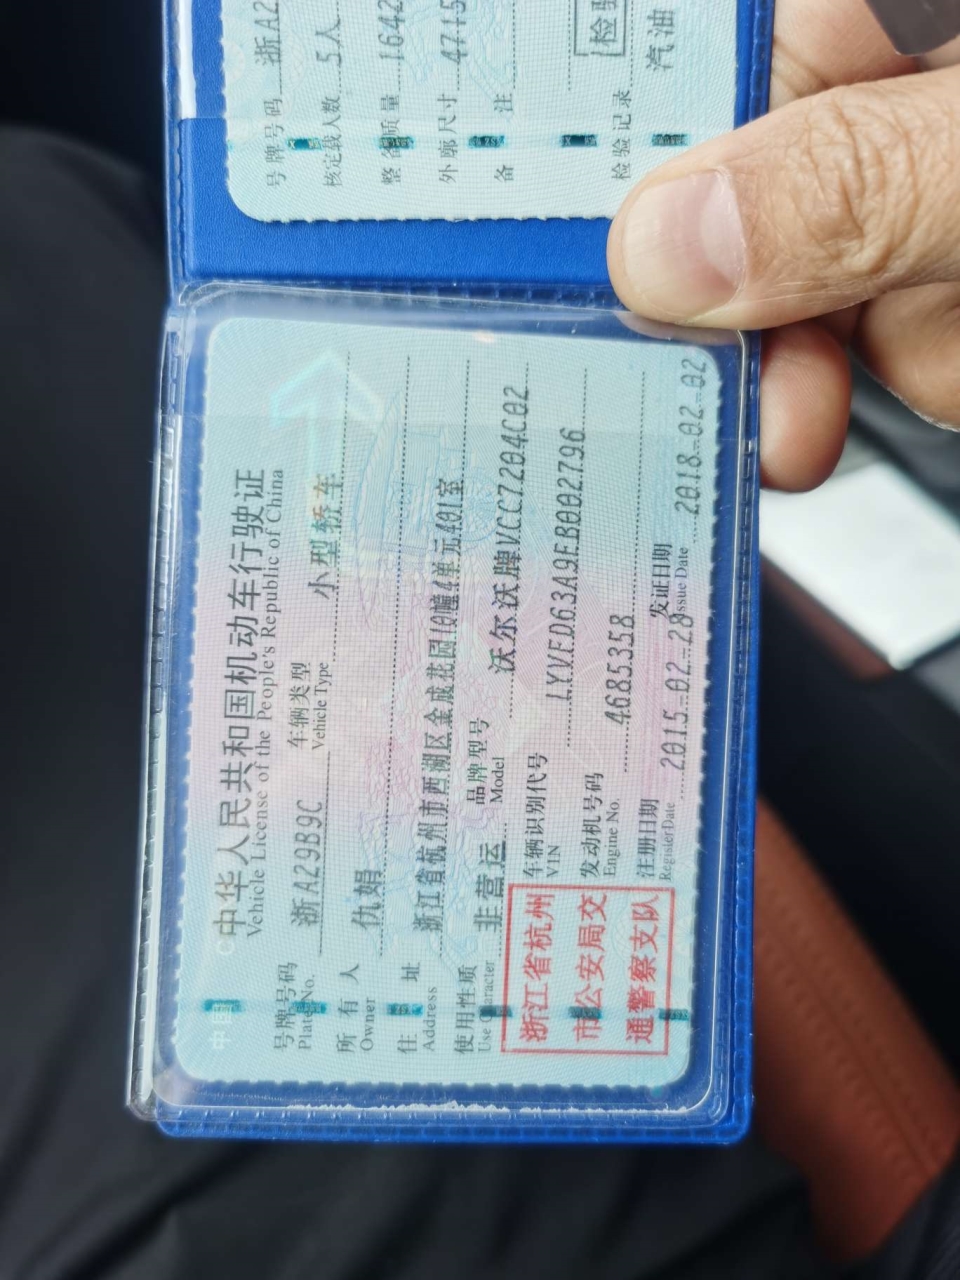 中华人民共和国机动车行驶证
Vehicle License of the People's Republic of China
号牌号码 浙A29B9C 车辆类型 小型轿车
Plate No. Vehicle Type
所有人 仇娟
Owner
住址 浙江省杭州市西湖区金成花园10幢4单元401室
Address
使用性质 非营运 品牌型号 沃尔沃牌VCC7204C02
Use Character Model
车辆识别代号 LYVFD63A9FB002796
VIN
发动机号码 4685358
Engine No.
注册日期 2015-02-28 发证日期 2018-02-02
Register Date Issue Date
浙江省杭州
市公安局交
通警察支队
中国
号牌号码 浙A2
核定载人数 5人
整备质量 1642
外廓尺寸 4715
备注
检验
检验记录
汽油